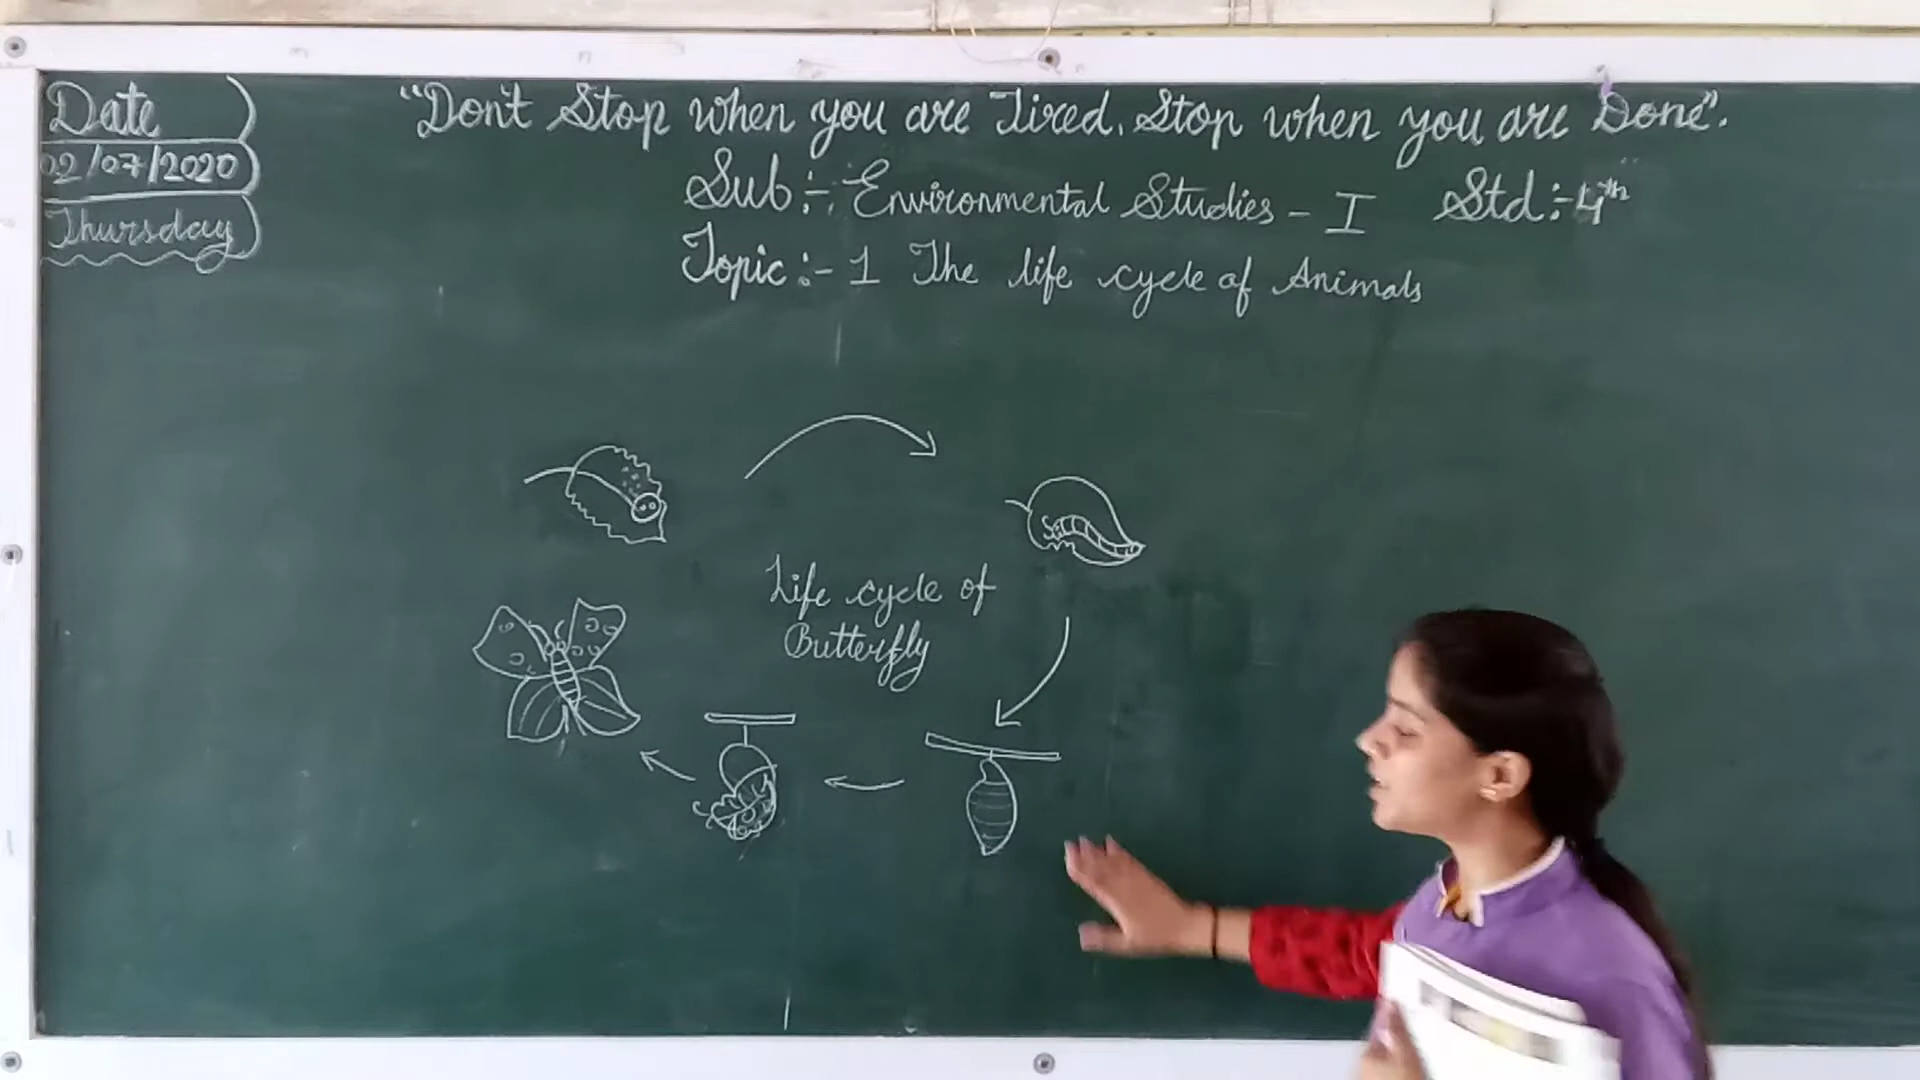 Date
02/07/2020
Thursday
"Don't Stop when you are Tired. Stop when you are Done".
Sub :- Environmental Studies - I Std :- 4th
Topic :- 1 The life cycle of Animals
Life cycle of
Butterfly